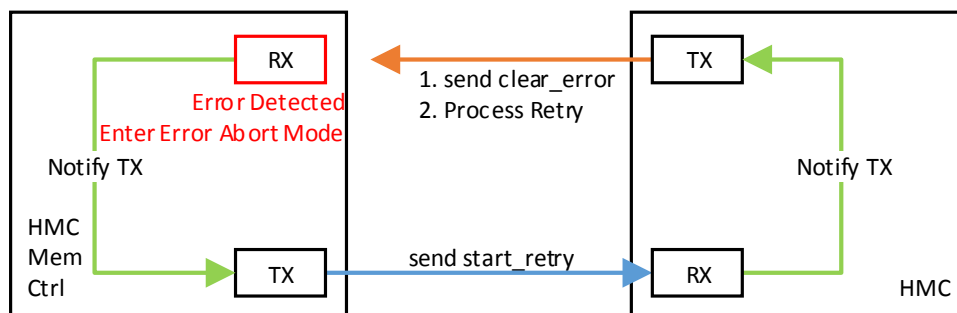 RX
Error Detected
Enter Error Abort Mode
Notify TX
HMC
Mem
Ctrl
TX
1. send clear_error
2. Process Retry
send start_retry
TX
Notify TX
RX
HMC